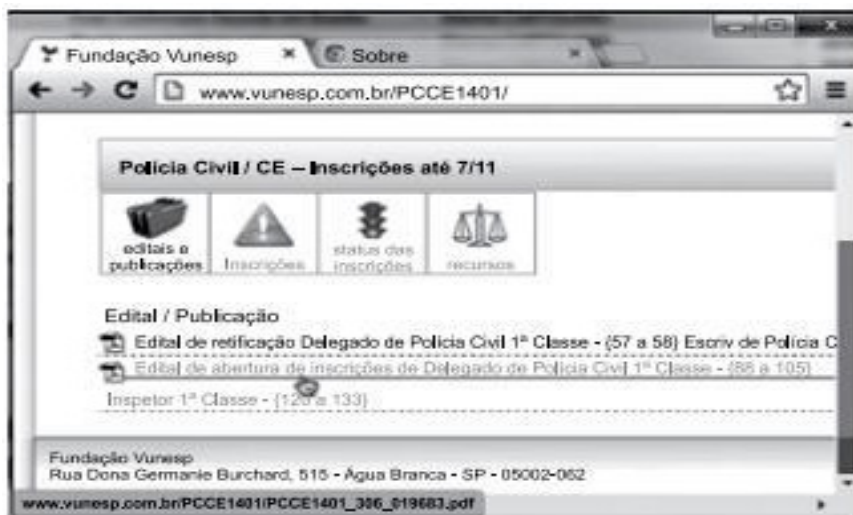 Fundação Vunesp
Sobre
www.vunesp.com.br/PCCE1401/
Polícia Civil / CE – Inscrições até 7/11
editais e publicações
Inscrições
status das inscrições
recursos
Edital / Publicação
Edital de retificação Delegado de Polícia Civil 1ª Classe - {57 a 58} Escriv de Polícia C
Edital de abertura de inscrições de Delegado de Polícia Civil 1ª Classe - {88 a 105}
Inspetor 1ª Classe - {126 a 133}
Fundação Vunesp
Rua Dona Germanie Burchard, 515 - Água Branca - SP - 05002-062
www.vunesp.com.br/PCCE1401/PCCE1401_306_019683.pdf